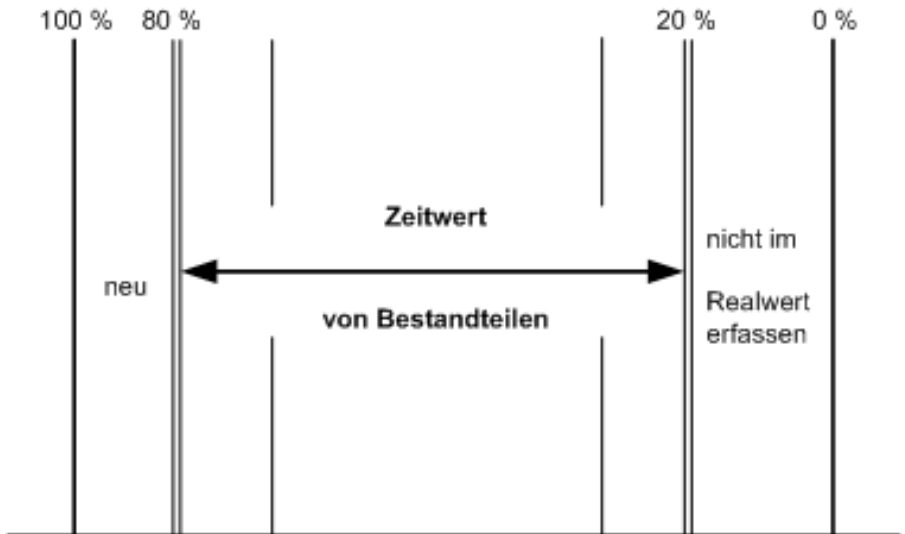 100 % 80 % 20 % 0 %
Zeitwert
nicht im
neu
von Bestandteilen
Realwert
erfassen